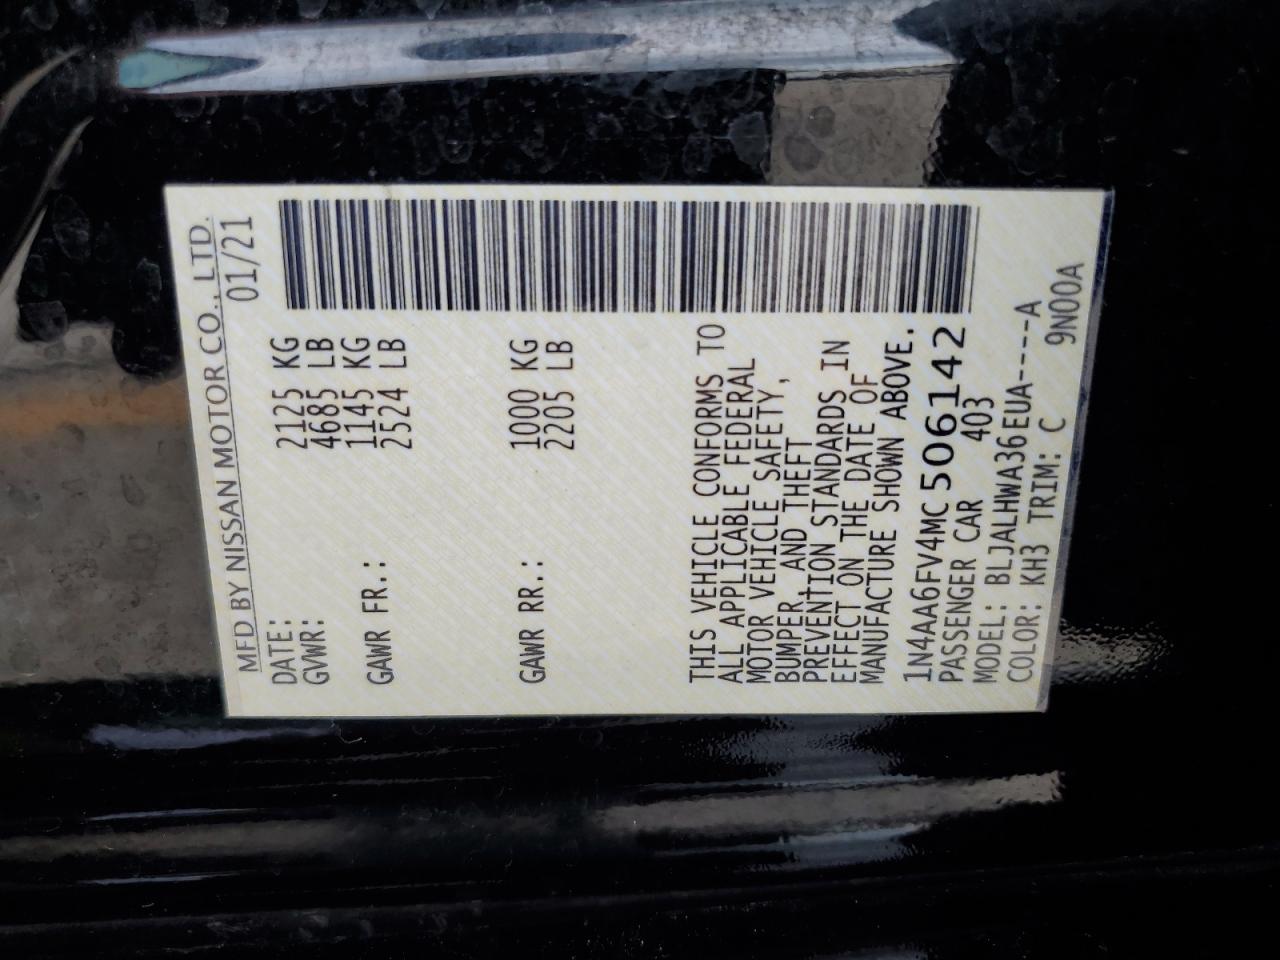 MFD BY NISSAN MOTOR CO., LTD.
DATE: 01/21
GVWR: 2125 KG
4685 LB
GAWR FR.: 1145 KG
2524 LB
GAWR RR.: 1000 KG
2205 LB
THIS VEHICLE CONFORMS TO
ALL APPLICABLE FEDERAL
MOTOR VEHICLE SAFETY,
BUMPER, AND THEFT
PREVENTION STANDARDS IN
EFFECT ON THE DATE OF
MANUFACTURE SHOWN ABOVE.
1N4AA6FV4MC506142
PASSENGER CAR 403
MODEL: BLJALHWA36EUA----A
COLOR: KH3 TRIM: C 9N00A